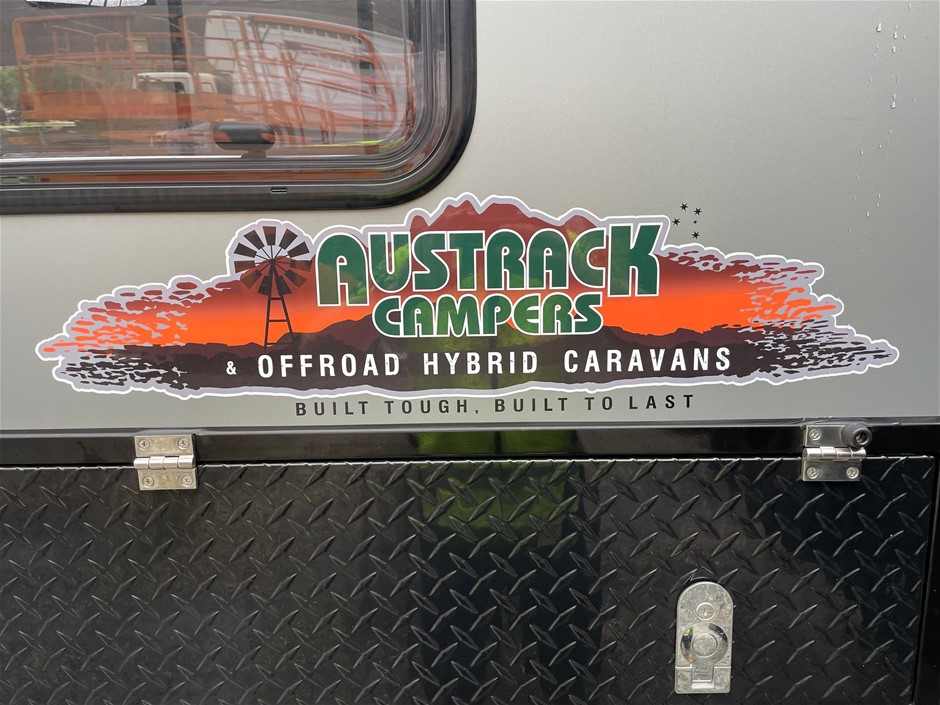 AUSTRACK
CAMPERS
& OFFROAD HYBRID CARAVANS
BUILT TOUGH, BUILT TO LAST